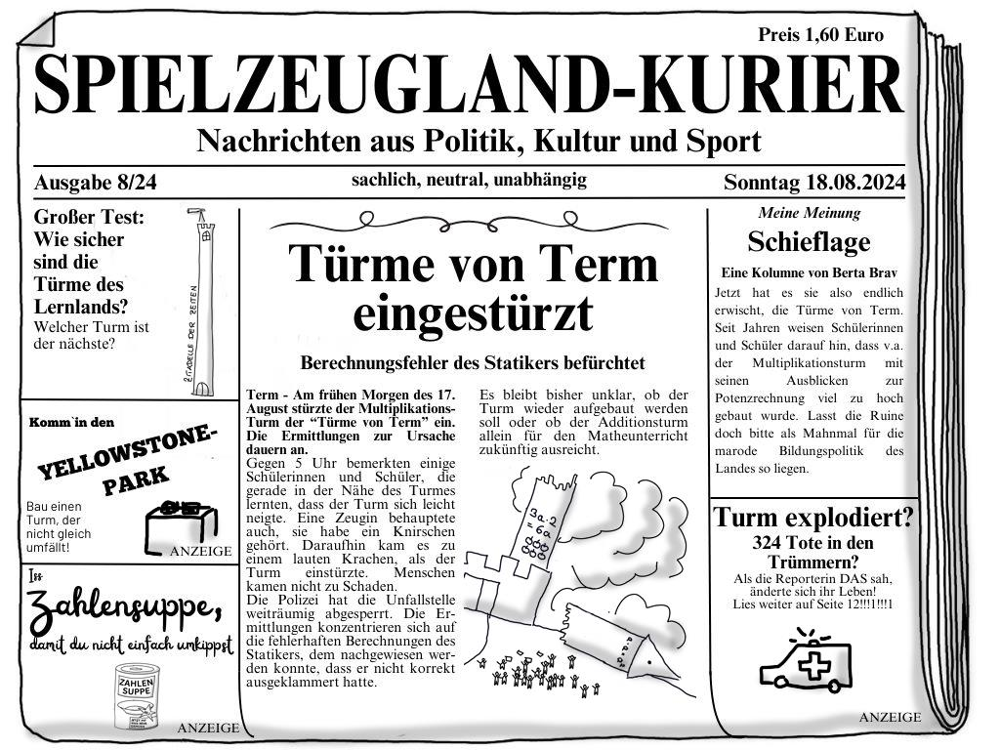 Preis 1,60 Euro
SPIELZEUGLAND-KURIER
Nachrichten aus Politik, Kultur und Sport
Ausgabe 8/24
sachlich, neutral, unabhängig
Sonntag 18.08.2024
Großer Test:
Wie sicher
sind die
Türme des
Lernlands?
Welcher Turm ist
der nächste?
ZITADELLE DER ZEITEN
Komm`in den
YELLOWSTONE-
PARK
Bau einen
Turm, der
nicht gleich
umfällt!
ANZEIGE
Iss
Zahlensuppe,
damit du nicht einfach umkippst
ZAHLEN
SUPPE
ANZEIGE
Türme von Term
eingestürzt
Berechnungsfehler des Statikers befürchtet
Term - Am frühen Morgen des 17.
August stürzte der Multiplikations-
Turm der “Türme von Term” ein.
Die Ermittlungen zur Ursache
dauern an.
Gegen 5 Uhr bemerkten einige
Schülerinnen und Schüler, die
gerade in der Nähe des Turmes
lernten, dass der Turm sich leicht
neigte. Eine Zeugin behauptete
auch, sie habe ein Knirschen
gehört. Daraufhin kam es zu
einem lauten Krachen, als der
Turm einstürzte. Menschen
kamen nicht zu Schaden.
Die Polizei hat die Unfallstelle
weiträumig abgesperrt. Die Er-
mittlungen konzentrieren sich auf
die fehlerhaften Berechnungen des
Statikers, dem nachgewiesen wer-
den konnte, dass er nicht korrekt
ausgeklammert hatte.
Es bleibt bisher unklar, ob der
Turm wieder aufgebaut werden
soll oder ob der Additionsturm
allein für den Matheunterricht
zukünftig ausreicht.
3a·2
=6a
a·a=a²
Meine Meinung
Schieflage
Eine Kolumne von Berta Brav
Jetzt hat es sie also endlich
erwischt, die Türme von Term.
Seit Jahren weisen Schülerinnen
und Schüler darauf hin, dass v.a.
der Multiplikationsturm mit
seinen Ausblicken zur
Potenzrechnung viel zu hoch
gebaut wurde. Lasst die Ruine
doch bitte als Mahnmal für die
marode Bildungspolitik des
Landes so liegen.
Turm explodiert?
324 Tote in den
Trümmern?
Als die Reporterin DAS sah,
änderte sich ihr Leben!
Lies weiter auf Seite 12!!!1!!!1
ANZEIGE